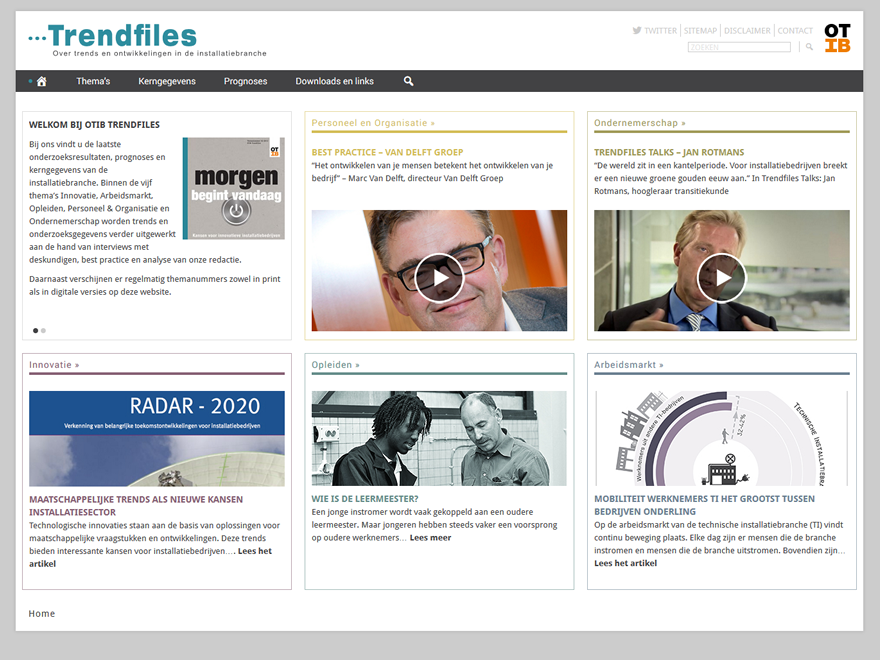 Trendfiles
Over trends en ontwikkelingen in de installatiebranche
TWITTER | SITEMAP | DISCLAIMER | CONTACT
ZOEKEN
OT
IB
Thema's Kerngegevens Prognoses Downloads en links
WELKOM BIJ OTIB TRENDFILES
Bij ons vindt u de laatste
onderzoeksresultaten, prognoses en
kerngegevens van de
installatiebranche. Binnen de vijf
thema's Innovatie, Arbeidsmarkt,
Opleiden, Personeel & Organisatie en
Ondernemerschap worden trends en
onderzoeksgegevens verder uitgewerkt
aan de hand van interviews met
deskundigen, best practice en analyse van onze redactie.
Daarnaast verschijnen er regelmatig themanummers zowel in print
als in digitale versies op deze website.
OT
IB
morgen
begint vandaag
Kansen voor innovatieve installatiebedrijven
Personeel en Organisatie »
BEST PRACTICE – VAN DELFT GROEP
"Het ontwikkelen van je mensen betekent het ontwikkelen van je
bedrijf" – Marc Van Delft, directeur Van Delft Groep
Ondernemerschap »
TRENDFILES TALKS – JAN ROTMANS
"De wereld zit in een kantelperiode. Voor installatiebedrijven breekt
er een nieuwe groene gouden eeuw aan." In Trendfiles Talks: Jan
Rotmans, hoogleraar transitiekunde
Innovatie »
RADAR - 2020
Verkenning van belangrijke toekomstontwikkelingen voor installatiebedrijven
MAATSCHAPPELIJKE TRENDS ALS NIEUWE KANSEN
INSTALLATIESECTOR
Technologische innovaties staan aan de basis van oplossingen voor
maatschappelijke vraagstukken en ontwikkelingen. Deze trends
bieden interessante kansen voor installatiebedrijven…. Lees het
artikel
Opleiden »
WIE IS DE LEERMEESTER?
Een jonge instromer wordt vaak gekoppeld aan een oudere
leermeester. Maar jongeren hebben steeds vaker een voorsprong
op oudere werknemers… Lees meer
Arbeidsmarkt »
Werknemers uit andere TI-bedrijven
32-42%
TECHNISCHE INSTALLATIEBR
MOBILITEIT WERKNEMERS TI HET GROOTST TUSSEN
BEDRIJVEN ONDERLING
Op de arbeidsmarkt van de technische installatiebranche (TI) vindt
continu beweging plaats. Elke dag zijn er mensen die de branche
instromen en mensen die de branche uitstromen. Bovendien zijn…
Lees het artikel
Home